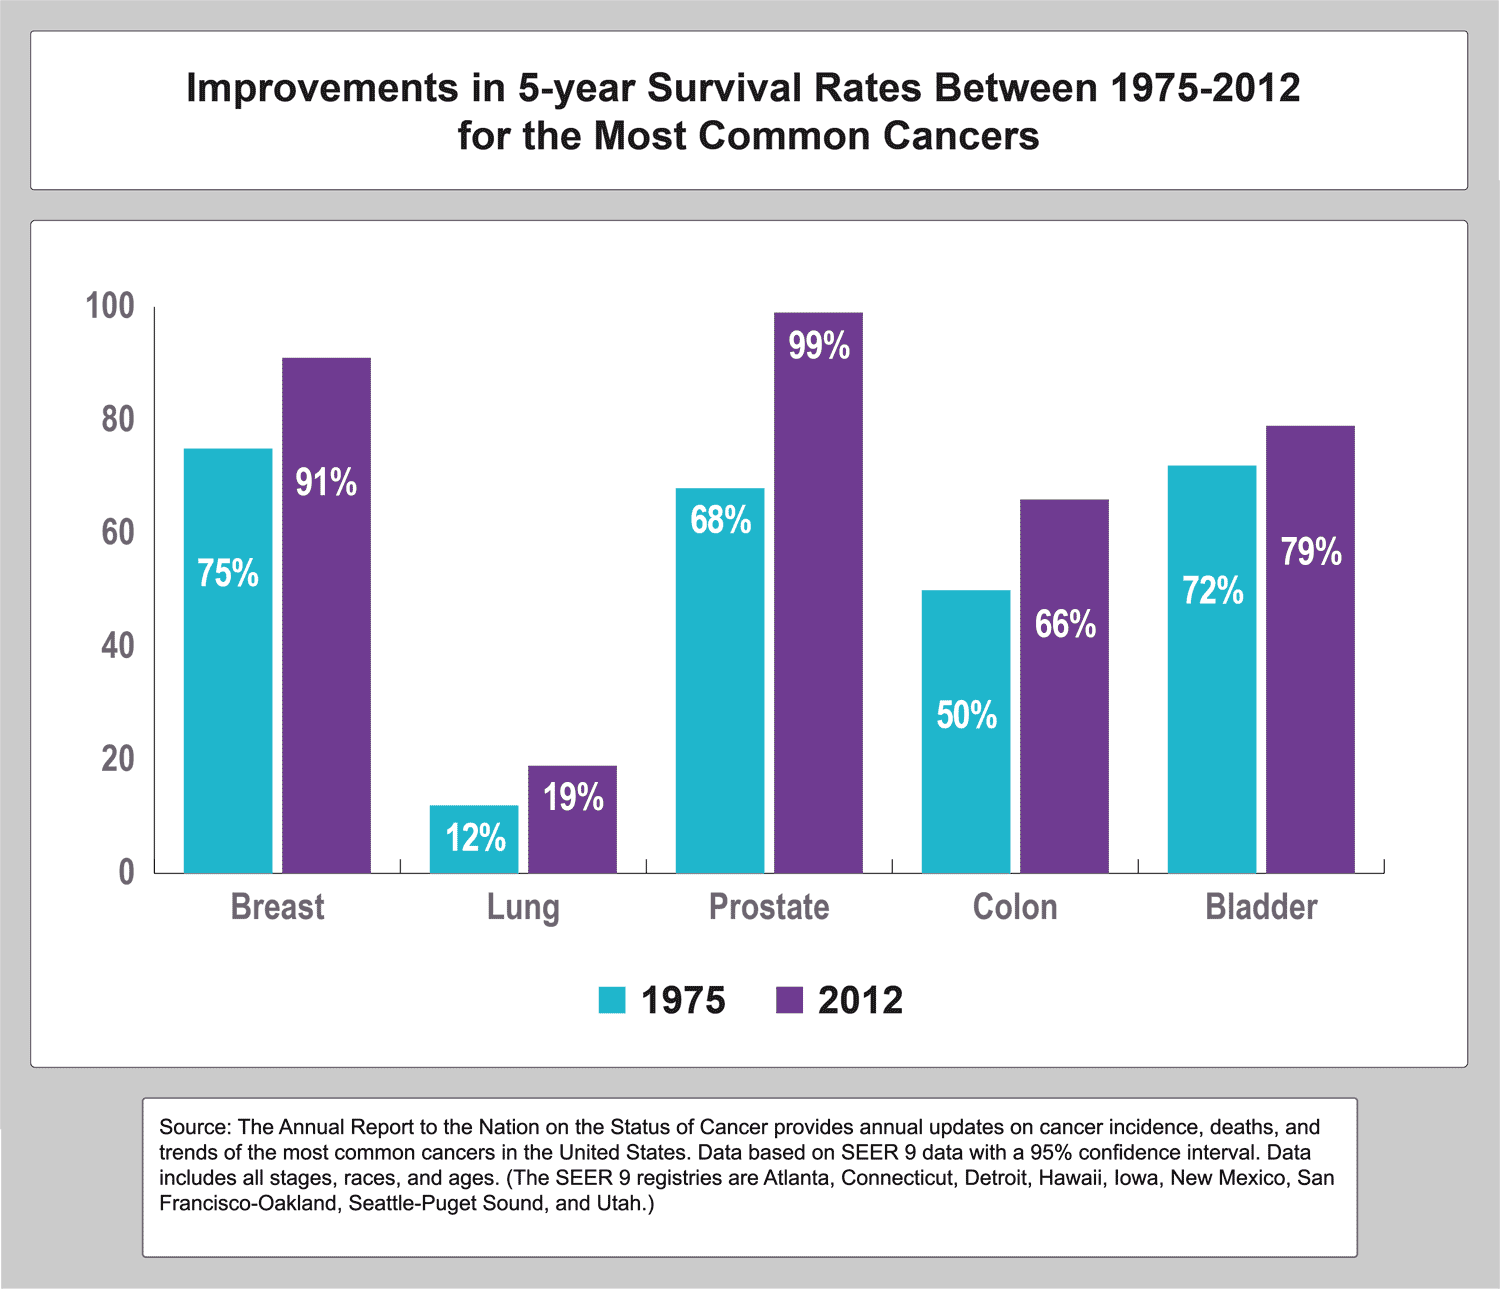 Improvements in 5-year Survival Rates Between 1975-2012
for the Most Common Cancers
100
80
60
40
20
0
75%
91%
12%
19%
68%
99%
50%
66%
72%
79%
Breast
Lung
Prostate
Colon
Bladder
1975
2012
Source: The Annual Report to the Nation on the Status of Cancer provides annual updates on cancer incidence, deaths, and
trends of the most common cancers in the United States. Data based on SEER 9 data with a 95% confidence interval. Data
includes all stages, races, and ages. (The SEER 9 registries are Atlanta, Connecticut, Detroit, Hawaii, Iowa, New Mexico, San
Francisco-Oakland, Seattle-Puget Sound, and Utah.)